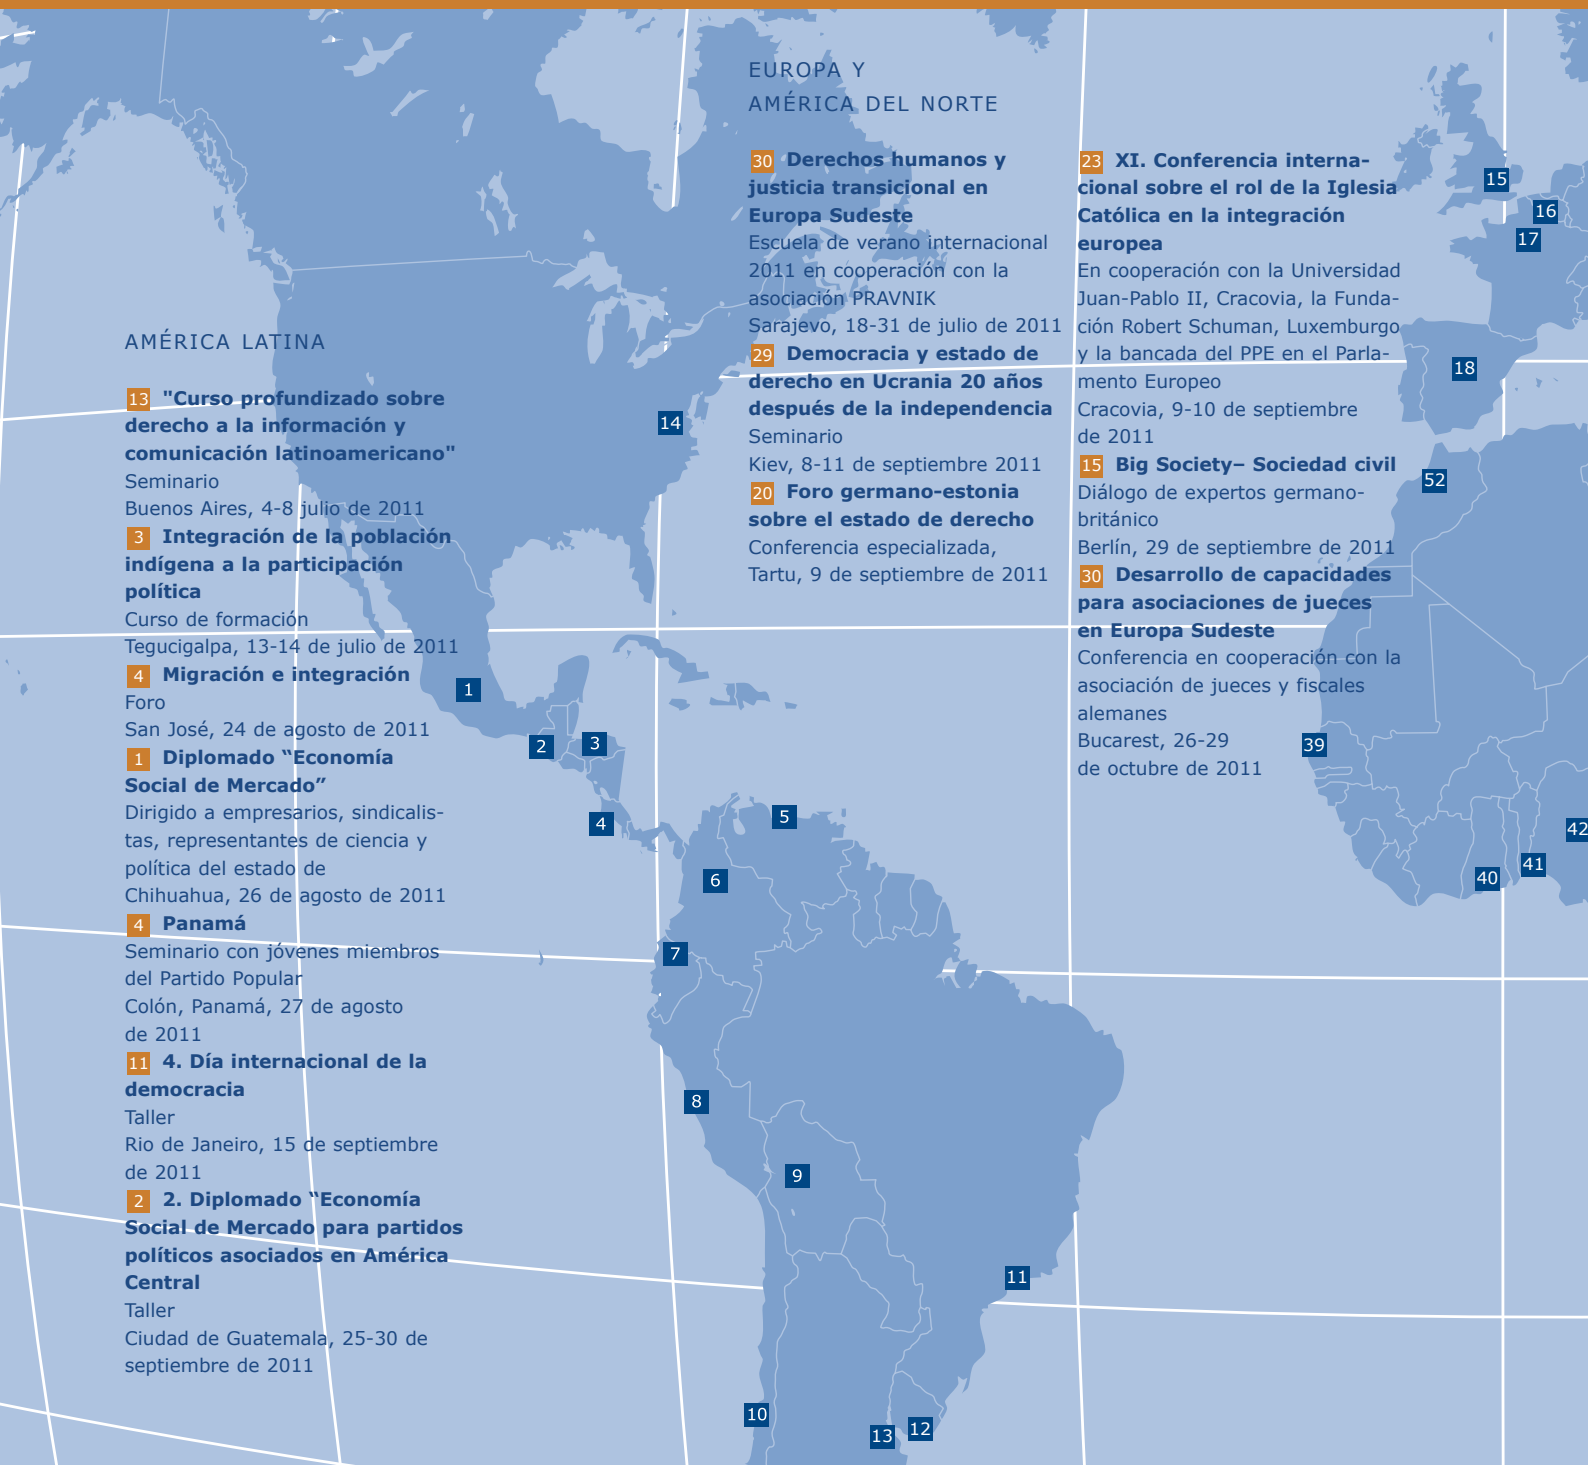 AMÉRICA LATINA
13 "Curso profundizado sobre
derecho a la información y
comunicación latinoamericano"
Seminario
Buenos Aires, 4-8 julio de 2011
3 Integración de la población
indígena a la participación
política
Curso de formación
Tegucigalpa, 13-14 de julio de 2011
4 Migración e integración
Foro
San José, 24 de agosto de 2011
1 Diplomado “Economía
Social de Mercado”
Dirigido a empresarios, sindicalis-
tas, representantes de ciencia y
política del estado de
Chihuahua, 26 de agosto de 2011
4 Panamá
Seminario con jóvenes miembros
del Partido Popular
Colón, Panamá, 27 de agosto
de 2011
11 4. Día internacional de la
democracia
Taller
Rio de Janeiro, 15 de septiembre
de 2011
2 2. Diplomado “Economía
Social de Mercado para partidos
políticos asociados en América
Central
Taller
Ciudad de Guatemala, 25-30 de
septiembre de 2011
EUROPA Y
AMÉRICA DEL NORTE
30 Derechos humanos y
justicia transicional en
Europa Sudeste
Escuela de verano internacional
2011 en cooperación con la
asociación PRAVNIK
Sarajevo, 18-31 de julio de 2011
29 Democracia y estado de
derecho en Ucrania 20 años
después de la independencia
Seminario
Kiev, 8-11 de septiembre 2011
20 Foro germano-estonia
sobre el estado de derecho
Conferencia especializada,
Tartu, 9 de septiembre de 2011
23 XI. Conferencia interna-
cional sobre el rol de la Iglesia
Católica en la integración
europea
En cooperación con la Universidad
Juan-Pablo II, Cracovia, la Funda-
ción Robert Schuman, Luxemburgo
y la bancada del PPE en el Parla-
mento Europeo
Cracovia, 9-10 de septiembre
de 2011
15 Big Society– Sociedad civil
Diálogo de expertos germano-
británico
Berlín, 29 de septiembre de 2011
30 Desarrollo de capacidades
para asociaciones de jueces
en Europa Sudeste
Conferencia en cooperación con la
asociación de jueces y fiscales
alemanes
Bucarest, 26-29
de octubre de 2011
1
2
3
4
5
6
7
8
9
10
11
12
13
14
15
16
17
18
52
39
40
41
42